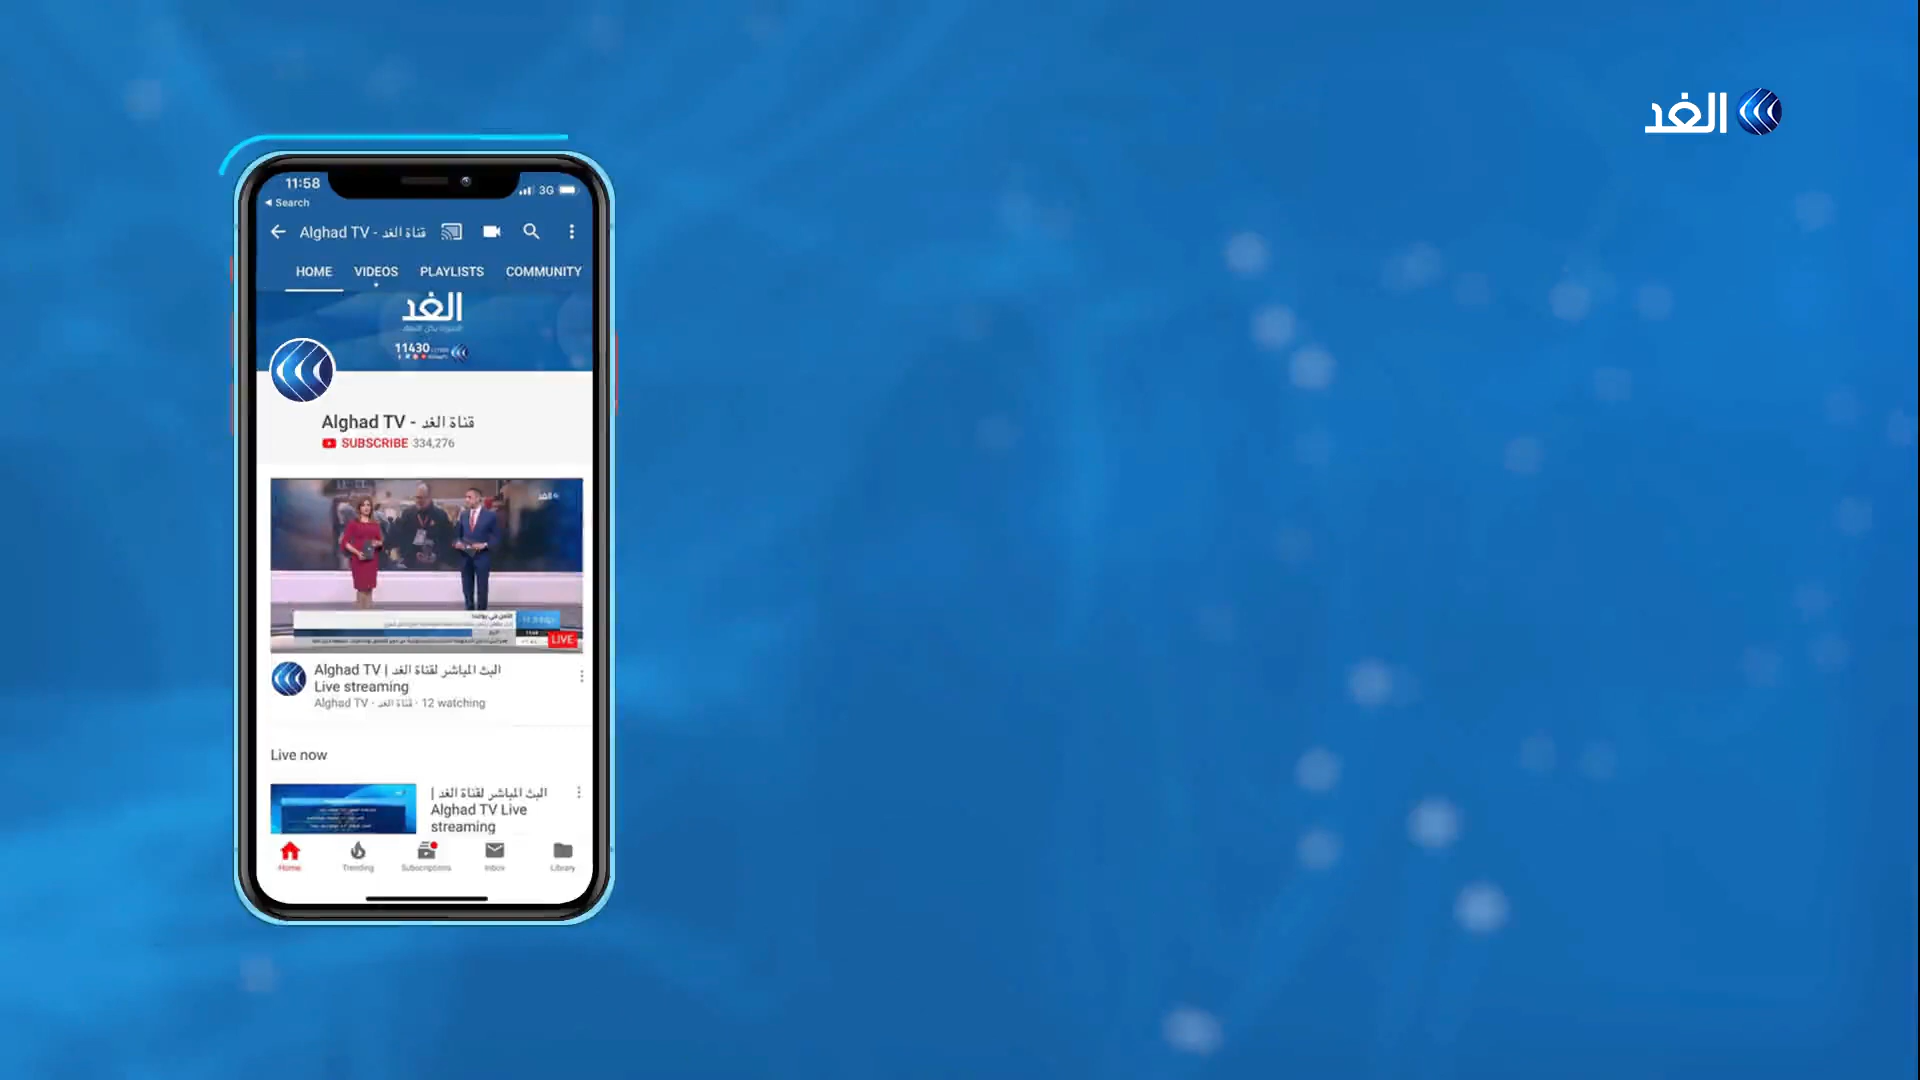 الغد
11:58
3G
Search
Alghad TV - قناة الغد
HOME VIDEOS PLAYLISTS COMMUNITY
الغد
11430
Alghad TV - قناة الغد
SUBSCRIBE 334,276
الغد
LIVE
البث المباشر لقناة الغد | Alghad TV
Live streaming
Alghad TV - قناة الغد · 12 watching
Live now
البث المباشر لقناة الغد |
Alghad TV Live
streaming
Home Trending Subscriptions Inbox Library